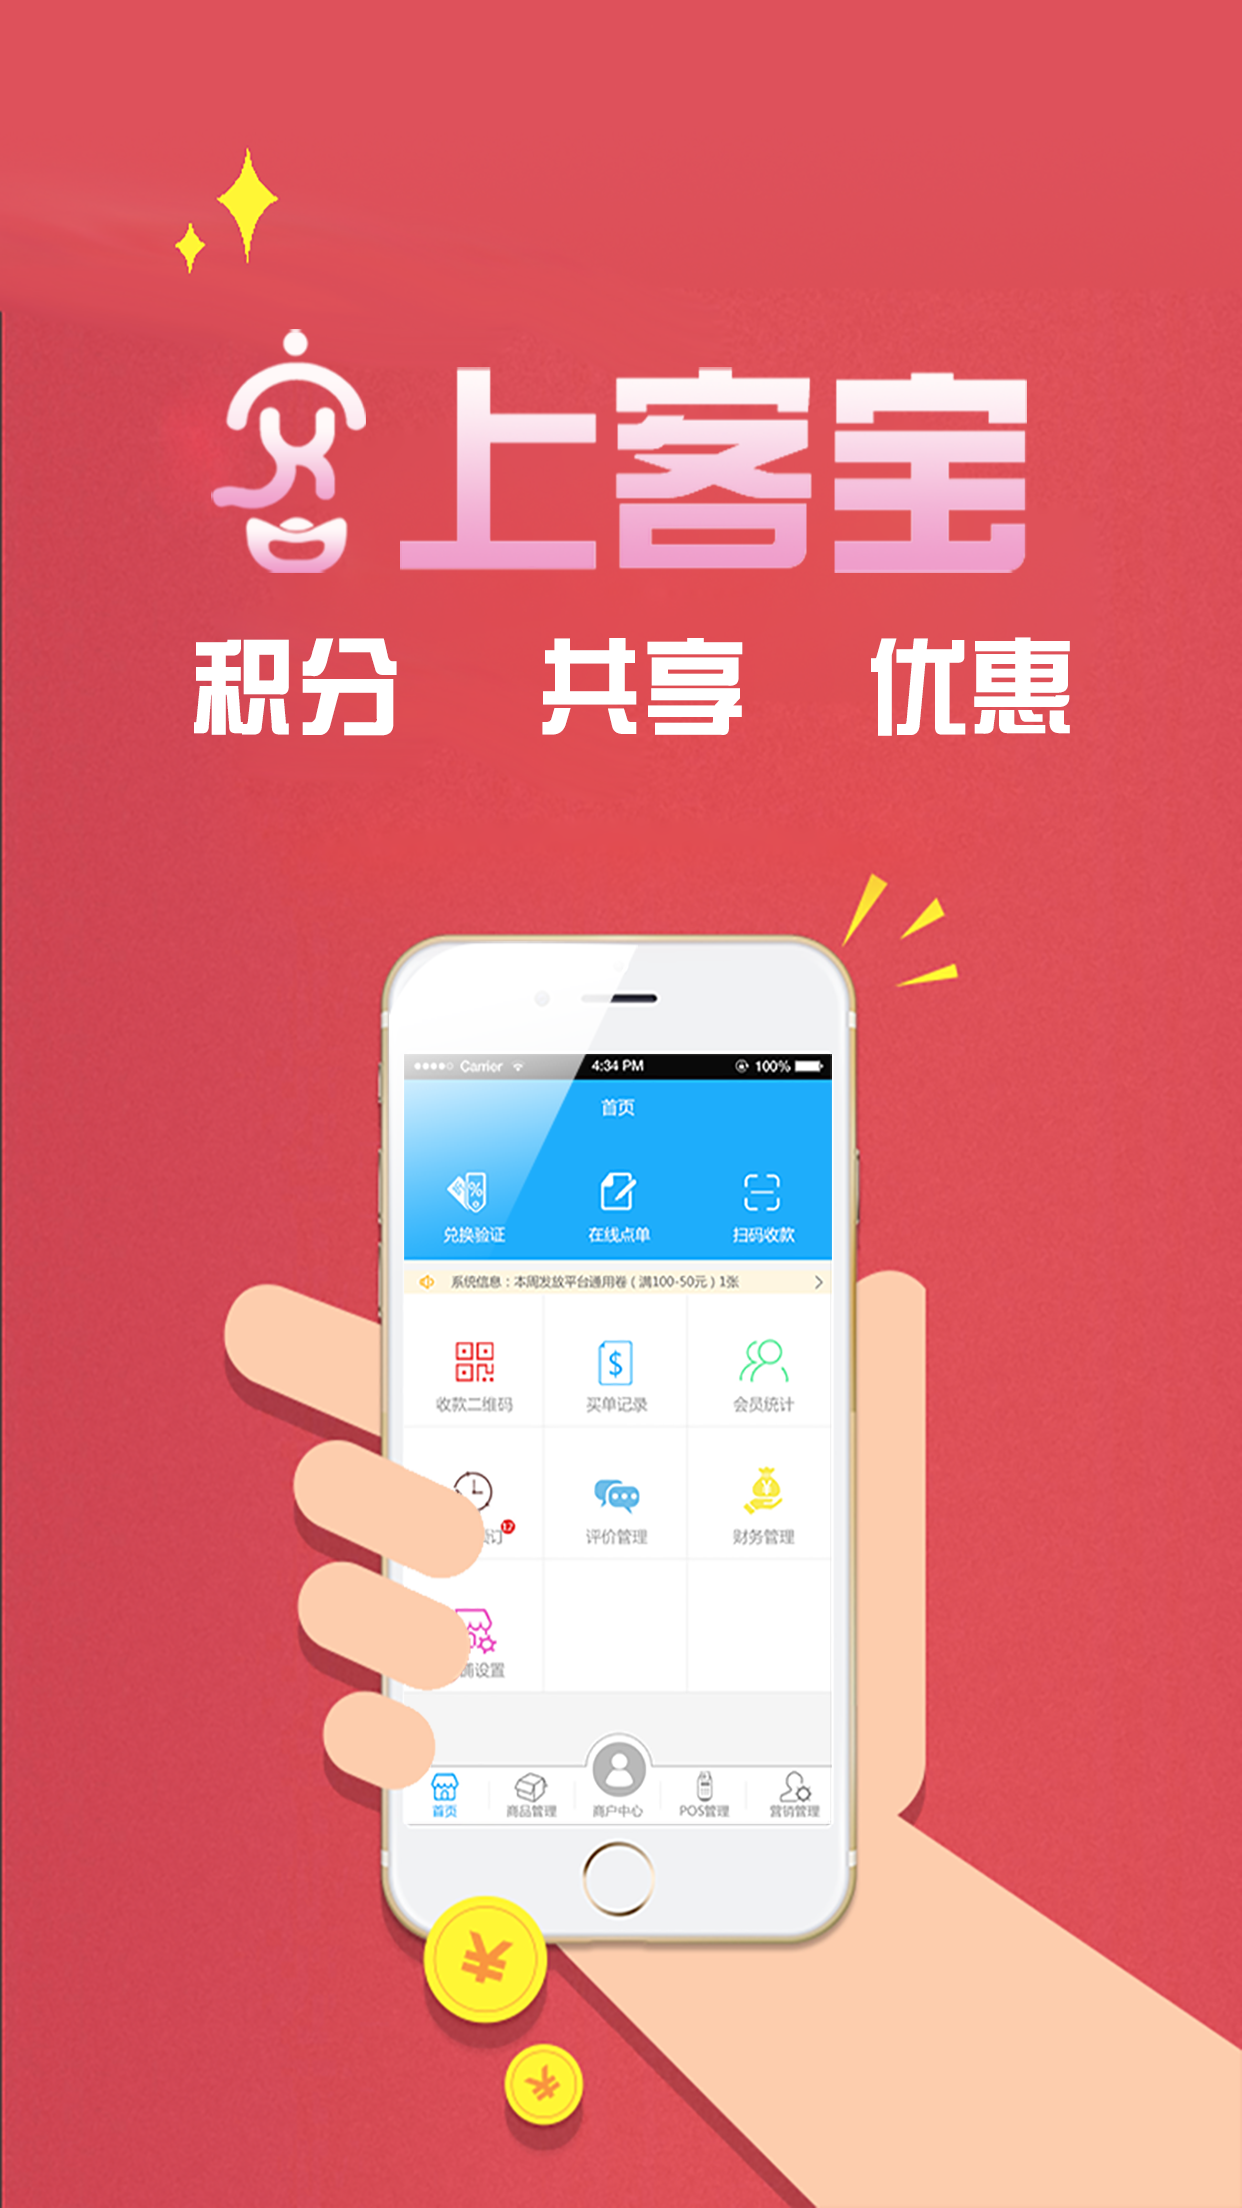 上客宝
积分 共享 优惠
Carrier 4:34 PM 100%
首页
兑换验证 在线点单 扫码收款
系统信息：本周发放平台通用卷（满100-50元）1张
收款二维码 买单记录 会员统计
12
订 评价管理 财务管理
设置
首页 商品管理 商户中心 POS管理 营销管理
¥
¥